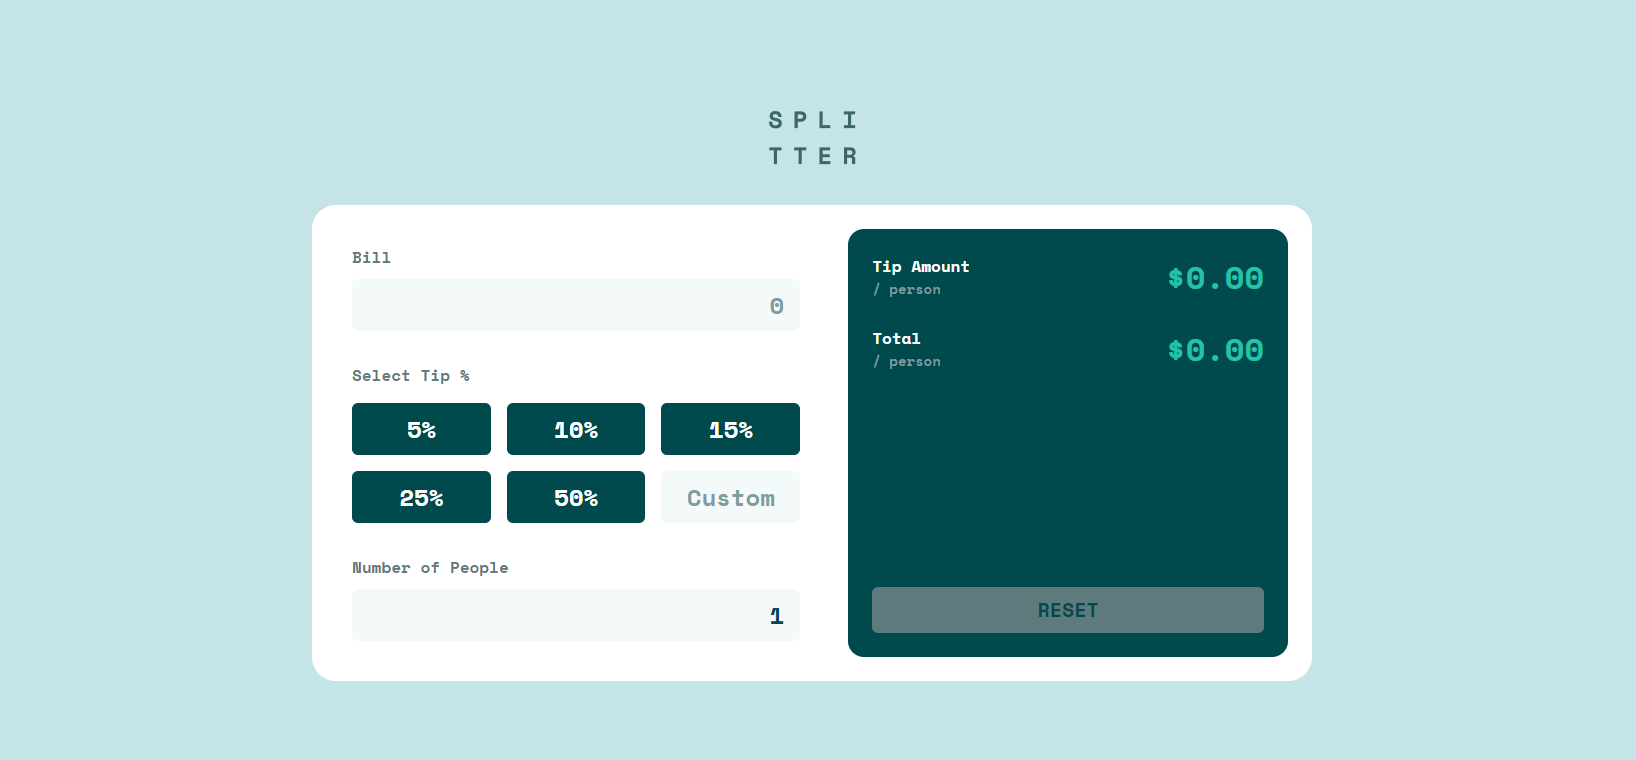 SPLI
TTER
Bill
0
Select Tip %
5% 10% 15%
25% 50% Custom
Number of People
1
Tip Amount
/ person
$0.00
Total
/ person
$0.00
RESET